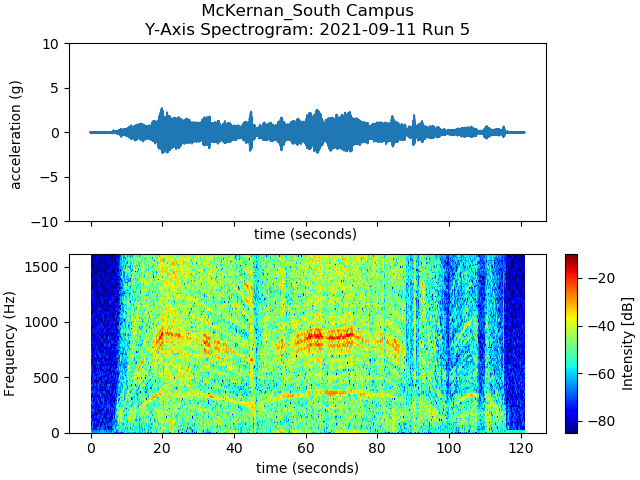 McKernan_South Campus
Y-Axis Spectrogram: 2021-09-11 Run 5
10
5
0
−5
−10
acceleration (g)
time (seconds)
1500
1000
500
0
Frequency (Hz)
0 20 40 60 80 100 120
time (seconds)
−20
−40
−60
−80
Intensity [dB]